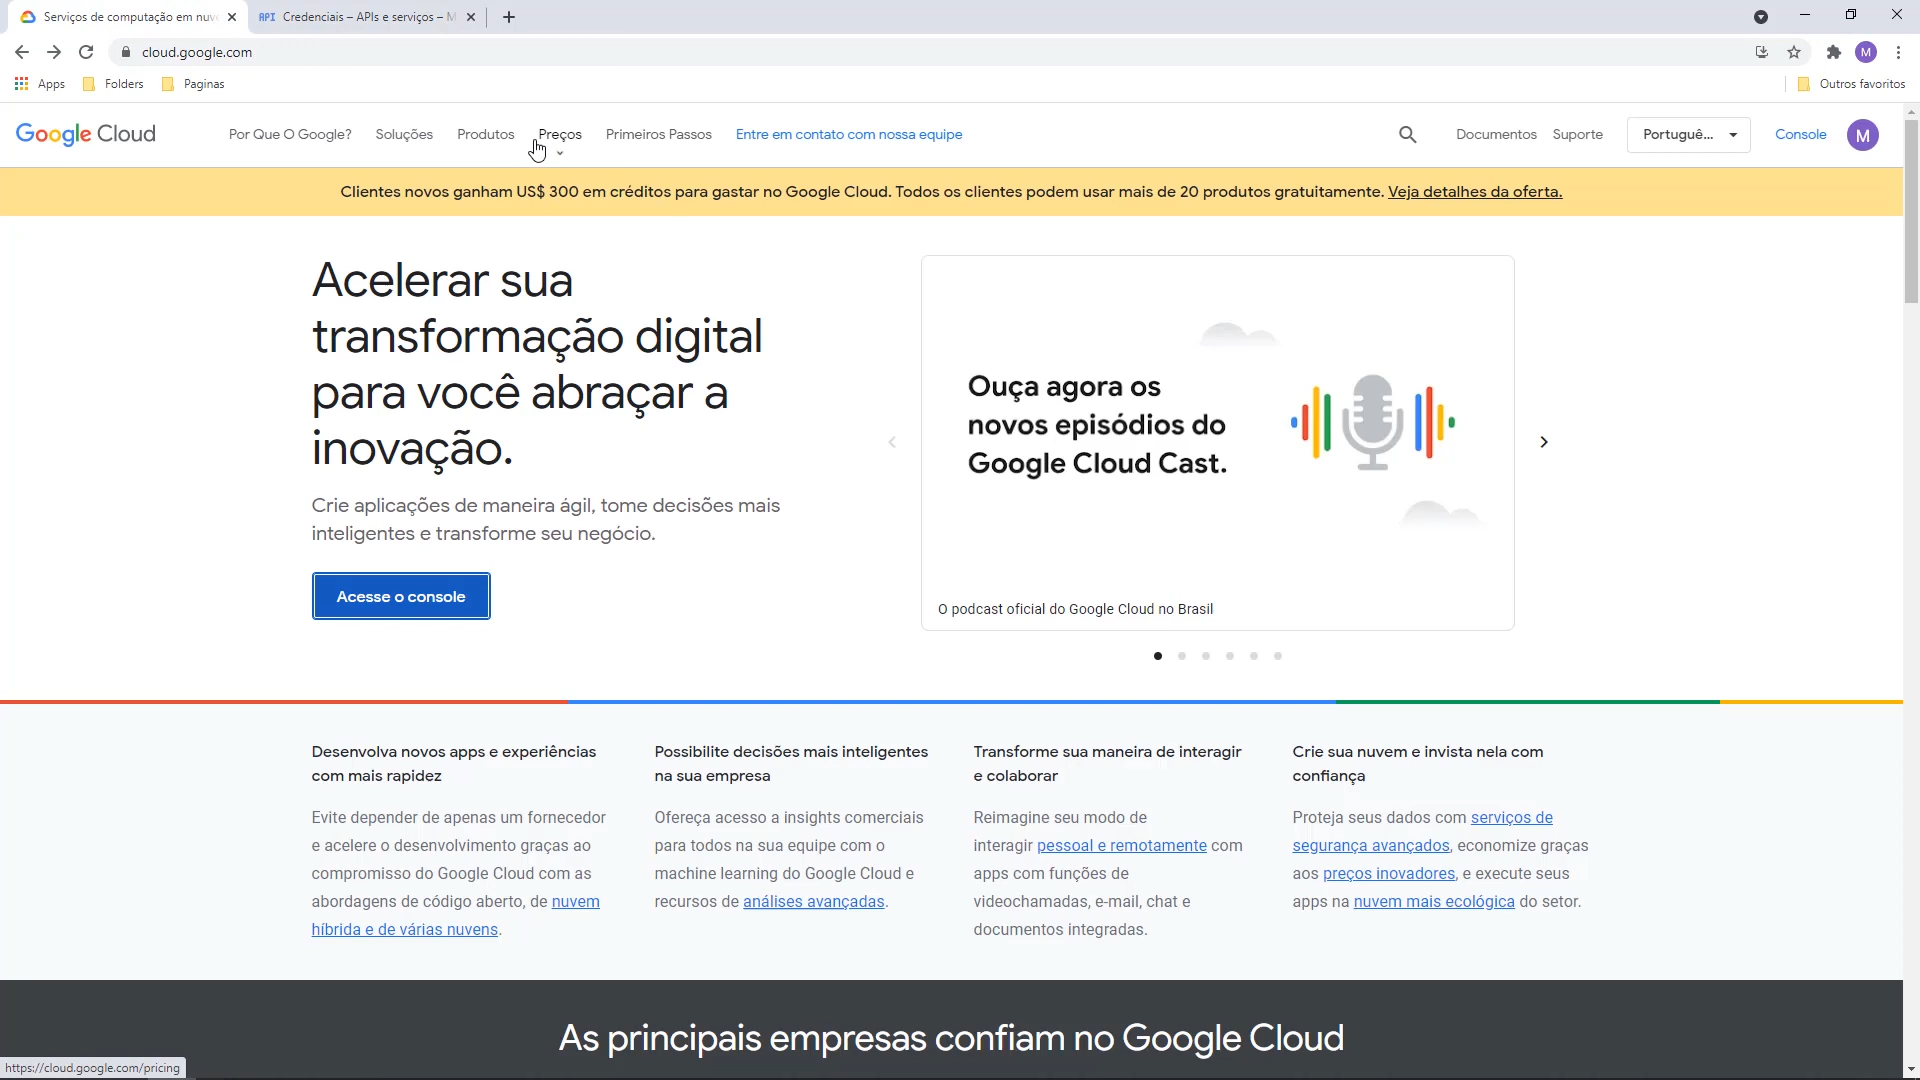 Serviços de computação em nuv
API Credenciais – APIs e serviços – M
cloud.google.com
M
Apps Folders Paginas Outros favoritos
Google Cloud Por Que O Google? Soluções Produtos Preços Primeiros Passos Entre em contato com nossa equipe Documentos Suporte Portuguê... Console M
Clientes novos ganham US$ 300 em créditos para gastar no Google Cloud. Todos os clientes podem usar mais de 20 produtos gratuitamente. Veja detalhes da oferta.
Acelerar sua
transformação digital
para você abraçar a
inovação.
Crie aplicações de maneira ágil, tome decisões mais
inteligentes e transforme seu negócio.
Acesse o console
Ouça agora os
novos episódios do
Google Cloud Cast.
O podcast oficial do Google Cloud no Brasil
Desenvolva novos apps e experiências
com mais rapidez
Evite depender de apenas um fornecedor
e acelere o desenvolvimento graças ao
compromisso do Google Cloud com as
abordagens de código aberto, de nuvem
híbrida e de várias nuvens.
Possibilite decisões mais inteligentes
na sua empresa
Ofereça acesso a insights comerciais
para todos na sua equipe com o
machine learning do Google Cloud e
recursos de análises avançadas.
Transforme sua maneira de interagir
e colaborar
Reimagine seu modo de
interagir pessoal e remotamente com
apps com funções de
videochamadas, e-mail, chat e
documentos integradas.
Crie sua nuvem e invista nela com
confiança
Proteja seus dados com serviços de
segurança avançados, economize graças
aos preços inovadores, e execute seus
apps na nuvem mais ecológica do setor.
As principais empresas confiam no Google Cloud
https://cloud.google.com/pricing